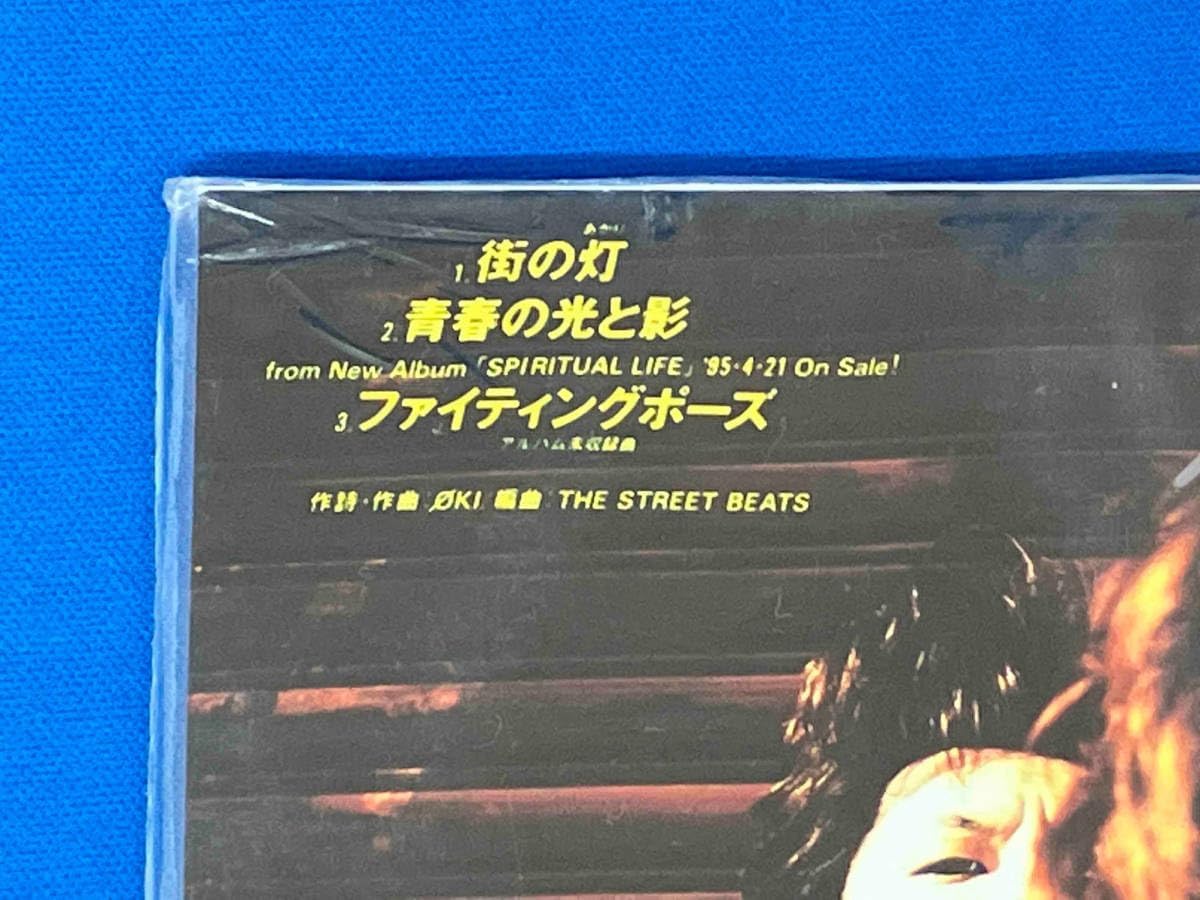 あかり
1. 街の灯
2. 青春の光と影
from New Album「SPIRITUAL LIFE」'95・4・21 On Sale!
3. ファイティングポーズ
アルバム未収録曲
作詩・作曲:ØKI 編曲:THE STREET BEATS